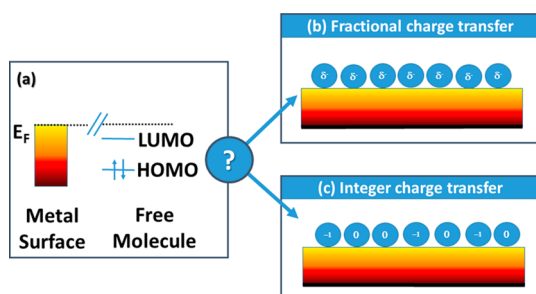 (a)
E_F
LUMO
HOMO
Metal
Surface
Free
Molecule
?
(b) Fractional charge transfer
δ- δ- δ- δ- δ- δ- δ-
(c) Integer charge transfer
-1 0 0 -1 0 -1 0